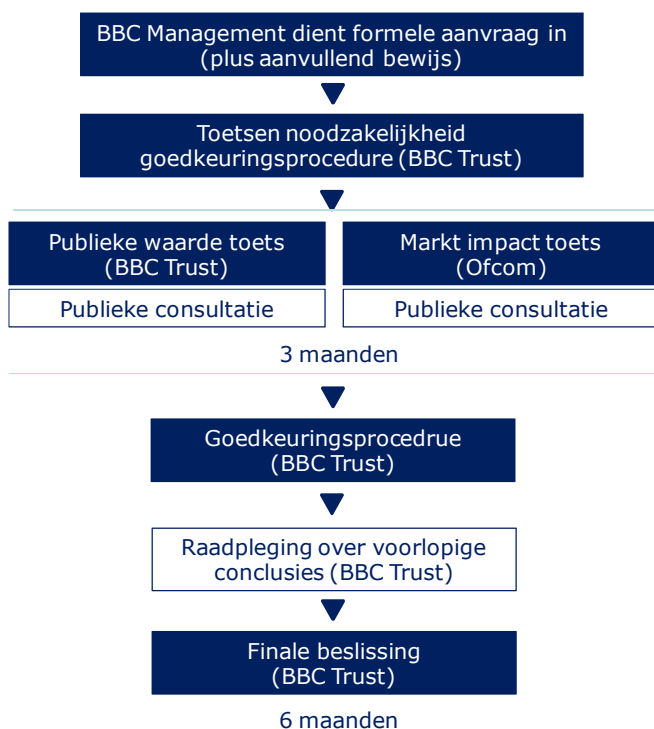 BBC Management dient formele aanvraag in
(plus aanvullend bewijs)
Toetsen noodzakelijkheid
goedkeuringsprocedure (BBC Trust)
Publieke waarde toets
(BBC Trust)
Publieke consultatie
Markt impact toets
(Ofcom)
Publieke consultatie
3 maanden
Goedkeuringsprocedrue
(BBC Trust)
Raadpleging over voorlopige
conclusies (BBC Trust)
Finale beslissing
(BBC Trust)
6 maanden